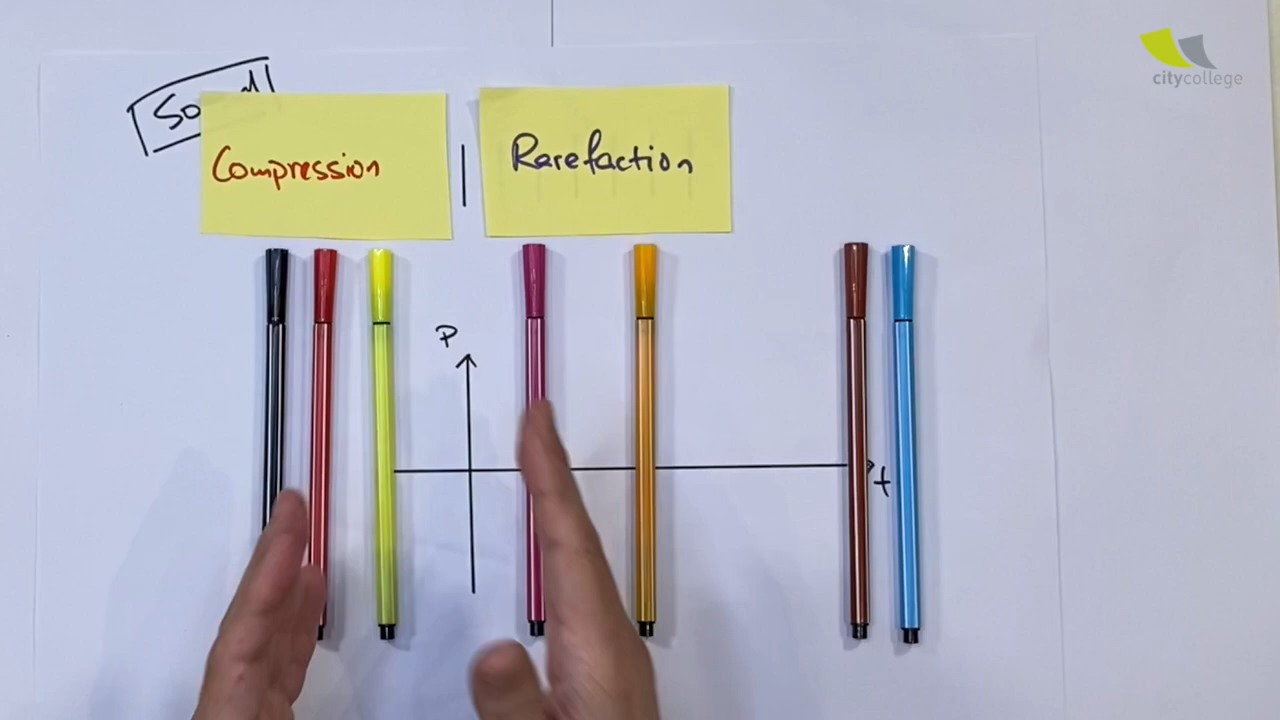 citycollege
Compression
Rarefaction
P
t